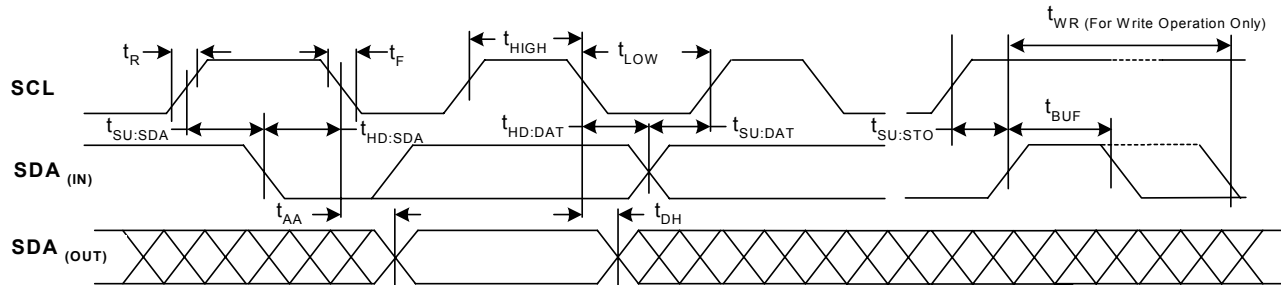 tWR (For Write Operation Only)
tR
tF
tHIGH
tLOW
SCL
tSU:SDA
tHD:SDA
tHD:DAT
tSU:DAT
tSU:STO
tBUF
SDA (IN)
tAA
tDH
SDA (OUT)